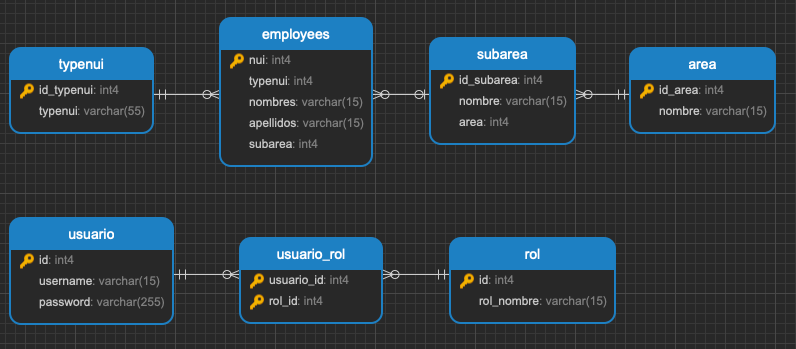 typenui
id_typenui: int4
typenui: varchar(55)
employees
nui: int4
typenui: int4
nombres: varchar(15)
apellidos: varchar(15)
subarea: int4
subarea
id_subarea: int4
nombre: varchar(15)
area: int4
area
id_area: int4
nombre: varchar(15)
usuario
id: int4
username: varchar(15)
password: varchar(255)
usuario_rol
usuario_id: int4
rol_id: int4
rol
id: int4
rol_nombre: varchar(15)